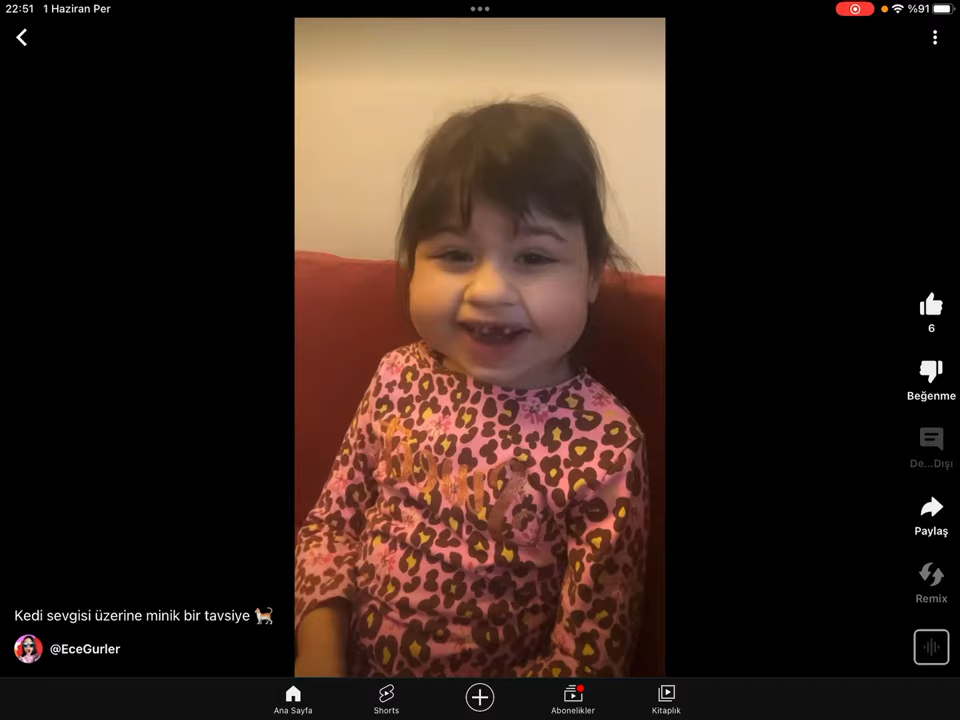 22:51 1 Haziran Per
%91
6
Beğenme
De...Dışı
Paylaş
Remix
Kedi sevgisi üzerine minik bir tavsiye
@EceGurler
Ana Sayfa
Shorts
Abonelikler
Kitaplık